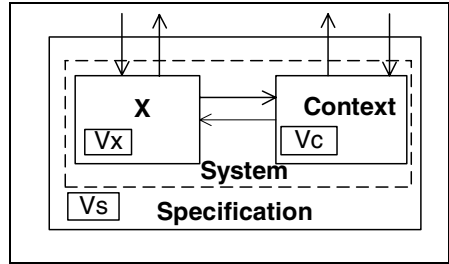 X Context
Vx Vc
System
Vs Specification